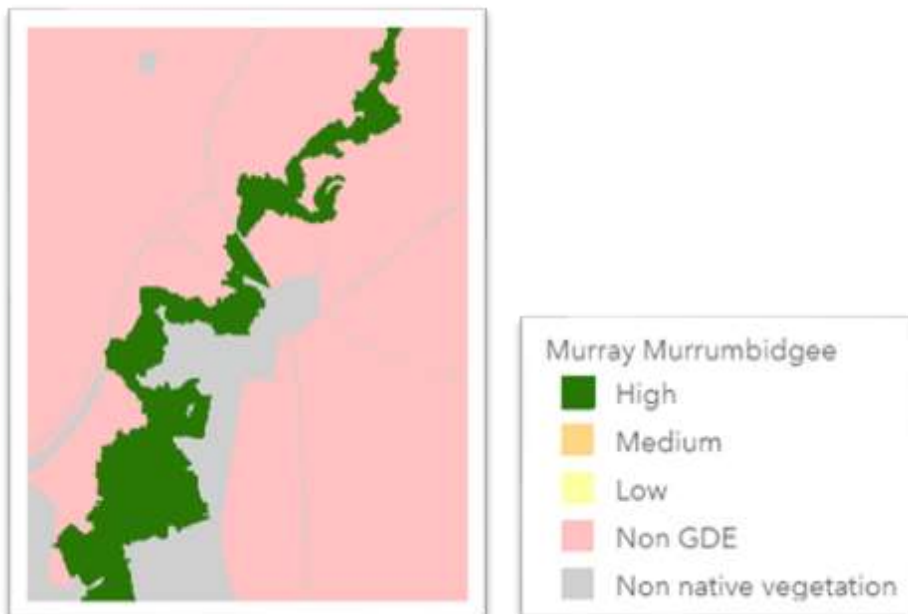 Murray Murrumbidgee
High
Medium
Low
Non GDE
Non native vegetation